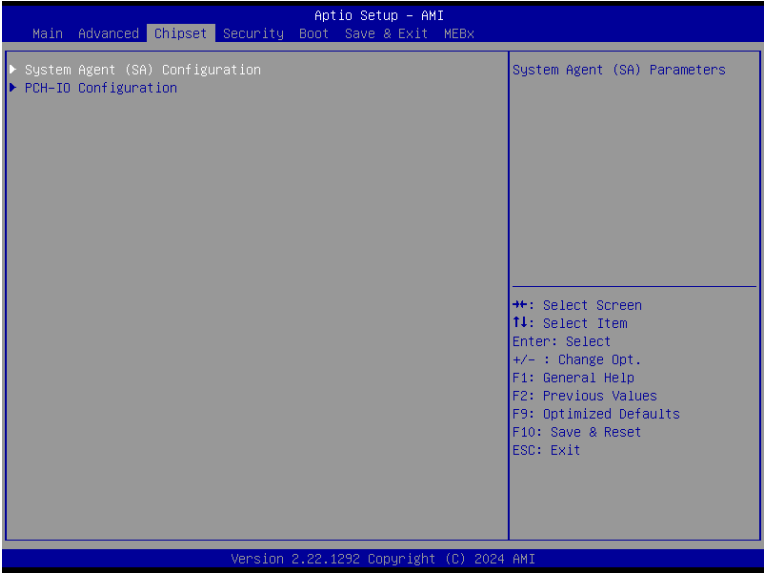 Aptio Setup – AMI
Main Advanced Chipset Security Boot Save & Exit MEBx
▶ System Agent (SA) Configuration
▶ PCH-IO Configuration
System Agent (SA) Parameters
→←: Select Screen
↑↓: Select Item
Enter: Select
+/- : Change Opt.
F1: General Help
F2: Previous Values
F9: Optimized Defaults
F10: Save & Reset
ESC: Exit
Version 2.22.1292 Copyright (C) 2024 AMI